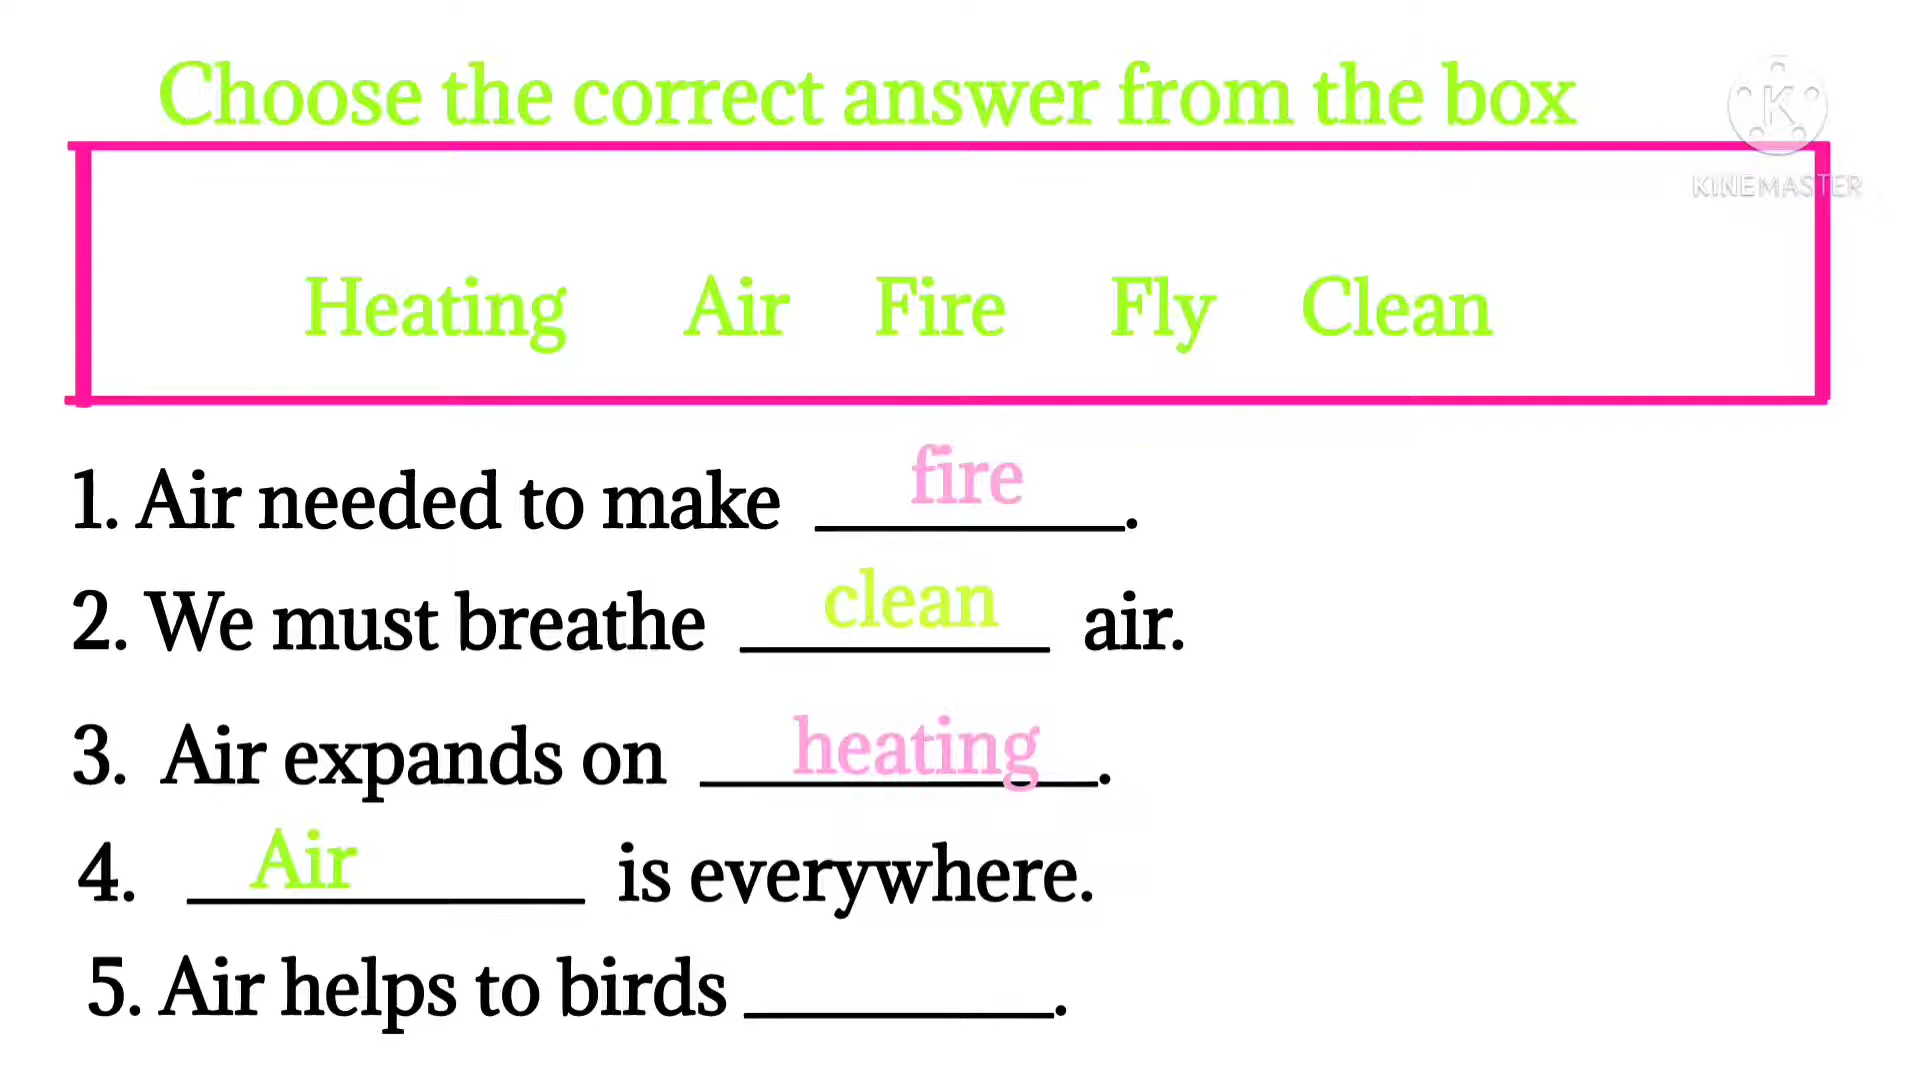 Choose the correct answer from the box
KINEMASTER
Heating Air Fire Fly Clean
1. Air needed to make fire.
2. We must breathe clean air.
3. Air expands on heating.
4. Air is everywhere.
5. Air helps to birds ________.